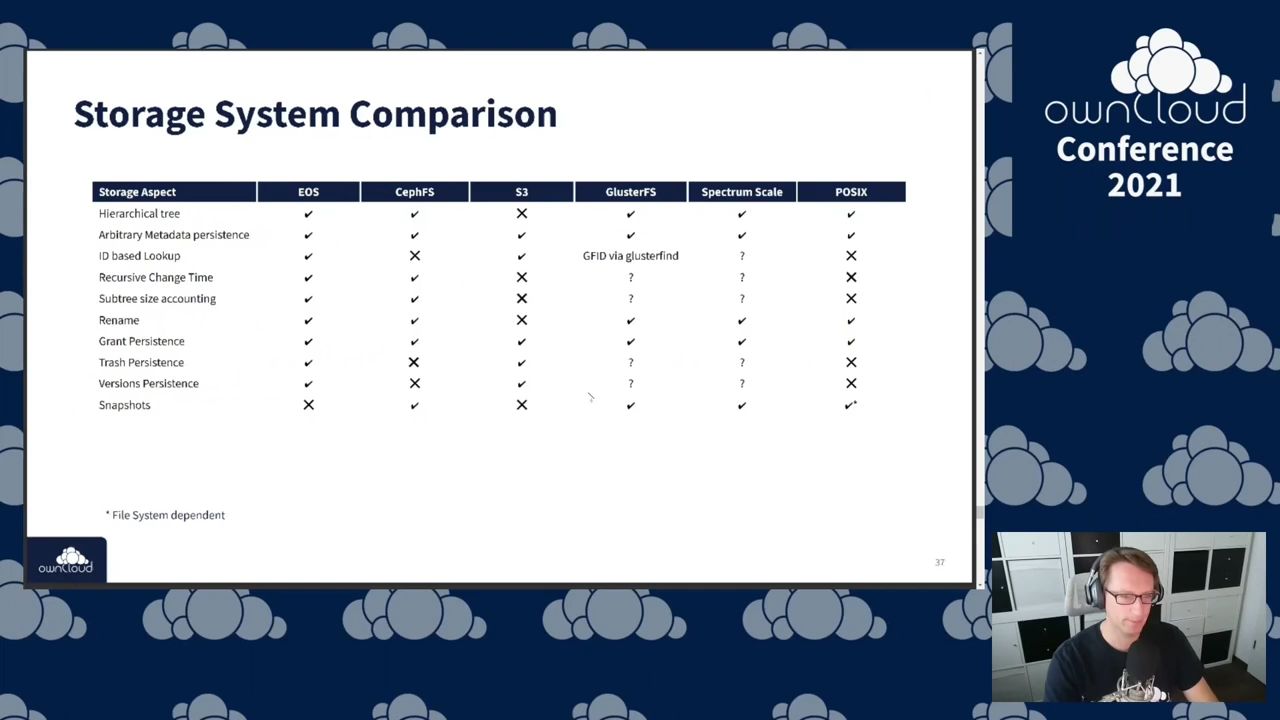 Storage System Comparison
Storage Aspect EOS CephFS S3 GlusterFS Spectrum Scale POSIX
Hierarchical tree ✔ ✔ ✕ ✔ ✔ ✔
Arbitrary Metadata persistence ✔ ✔ ✔ ✔ ✔ ✔
ID based Lookup ✔ ✕ ✔ GFID via glusterfind ? ✕
Recursive Change Time ✔ ✔ ✕ ? ? ✕
Subtree size accounting ✔ ✔ ✕ ? ? ✕
Rename ✔ ✔ ✕ ✔ ✔ ✔
Grant Persistence ✔ ✔ ✔ ✔ ✔ ✔
Trash Persistence ✔ ✕ ✔ ? ? ✕
Versions Persistence ✔ ✕ ✔ ? ? ✕
Snapshots ✕ ✔ ✕ ✔ ✔ ✔*
* File System dependent
ownCloud
37
ownCloud
Conference
2021